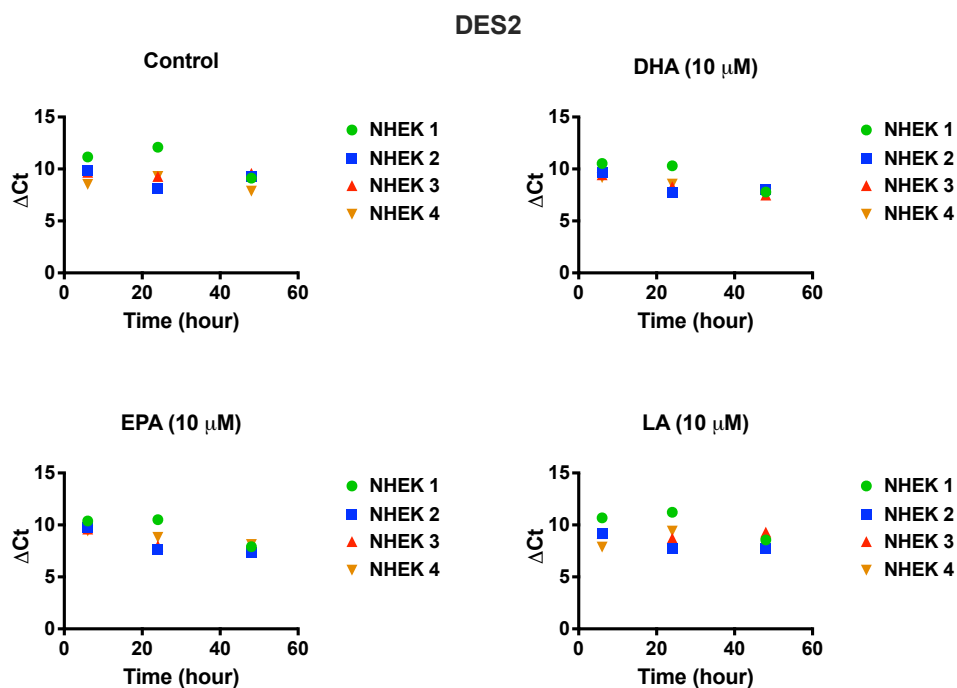 DES2
Control
15
10
5
0
ΔCt
0 20 40 60
Time (hour)
NHEK 1
NHEK 2
NHEK 3
NHEK 4
DHA (10 μM)
15
10
5
0
ΔCt
0 20 40 60
Time (hour)
NHEK 1
NHEK 2
NHEK 3
NHEK 4
EPA (10 μM)
15
10
5
0
ΔCt
0 20 40 60
Time (hour)
NHEK 1
NHEK 2
NHEK 3
NHEK 4
LA (10 μM)
15
10
5
0
ΔCt
0 20 40 60
Time (hour)
NHEK 1
NHEK 2
NHEK 3
NHEK 4